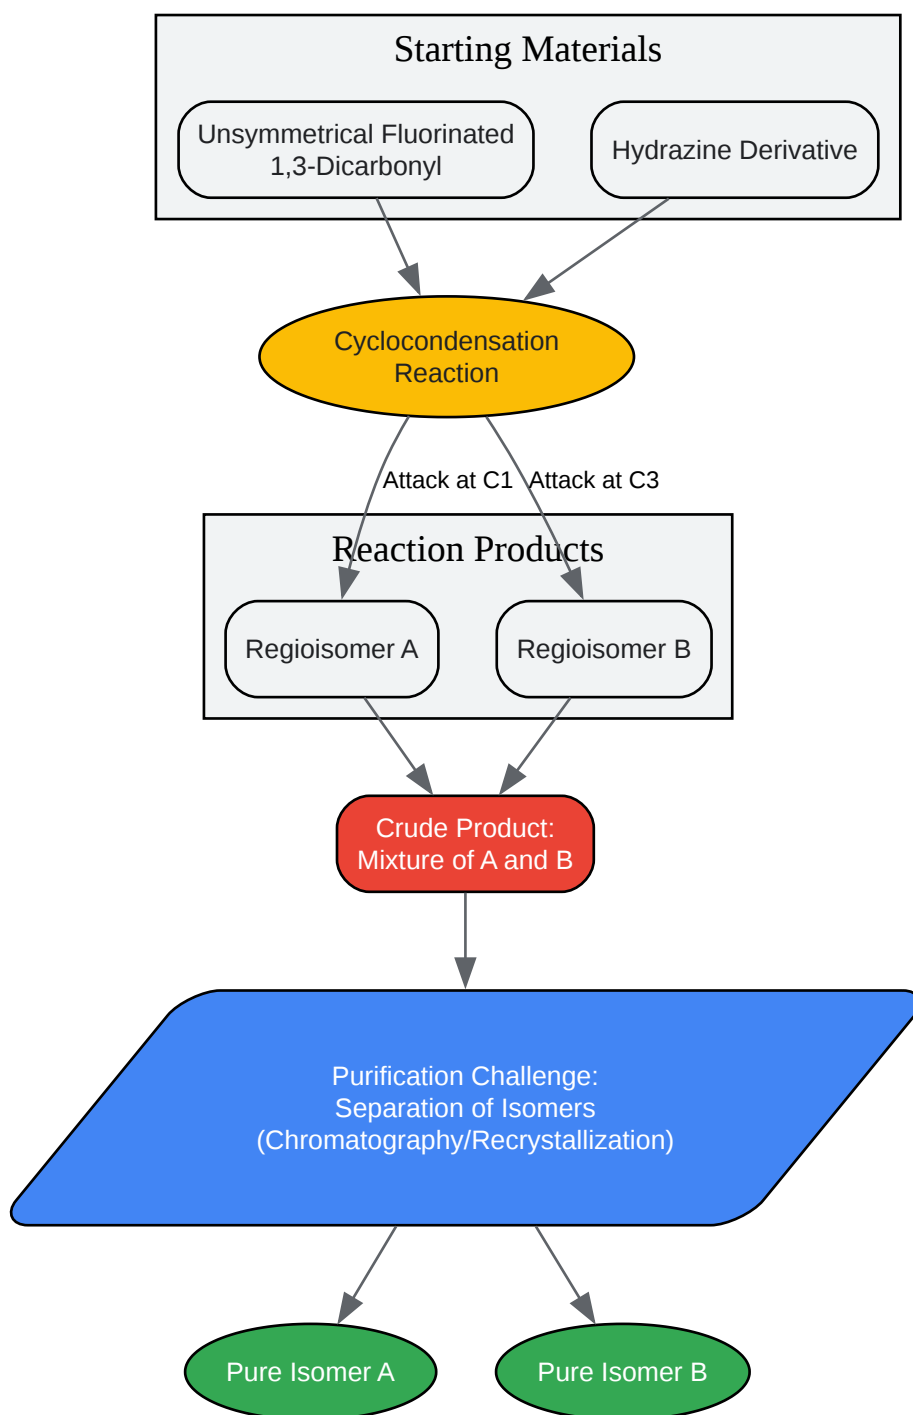 Starting Materials
Unsymmetrical Fluorinated
1,3-Dicarbonyl
Hydrazine Derivative
Cyclocondensation
Reaction
Attack at C1
Attack at C3
Reaction Products
Regioisomer A
Regioisomer B
Crude Product:
Mixture of A and B
Purification Challenge:
Separation of Isomers
(Chromatography/Recrystallization)
Pure Isomer A
Pure Isomer B